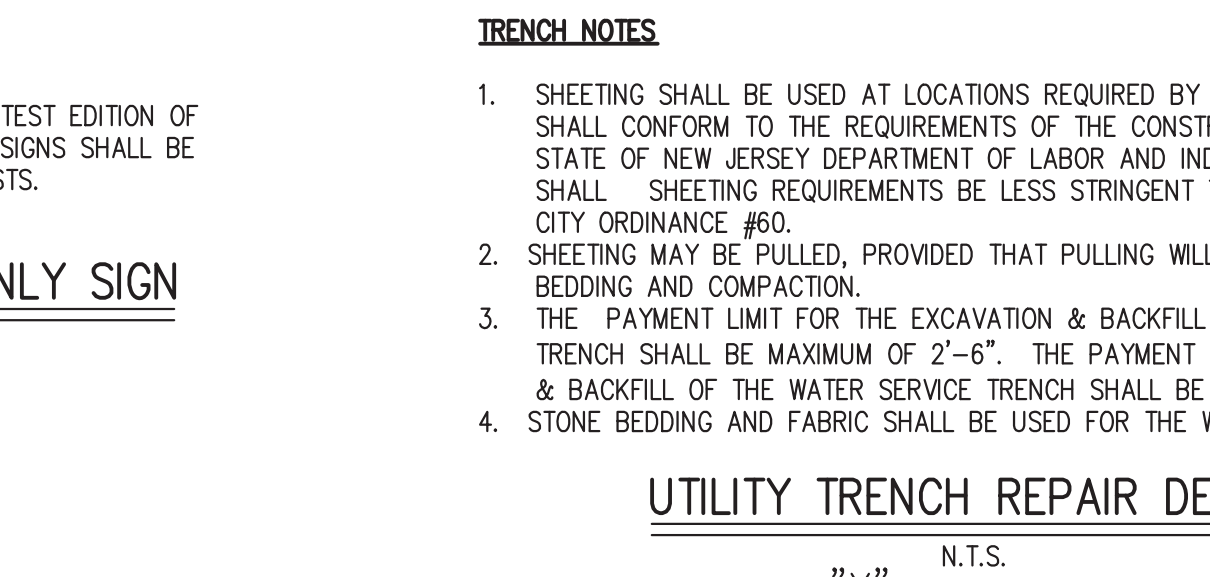 TEST EDITION OF
SIGNS SHALL BE
STS.
NLY SIGN
TRENCH NOTES
1. SHEETING SHALL BE USED AT LOCATIONS REQUIRED BY
SHALL CONFORM TO THE REQUIREMENTS OF THE CONST
STATE OF NEW JERSEY DEPARTMENT OF LABOR AND IND
SHALL SHEETING REQUIREMENTS BE LESS STRINGENT
CITY ORDINANCE #60.
2. SHEETING MAY BE PULLED, PROVIDED THAT PULLING WILL
BEDDING AND COMPACTION.
3. THE PAYMENT LIMIT FOR THE EXCAVATION & BACKFILL
TRENCH SHALL BE MAXIMUM OF 2'–6". THE PAYMENT
& BACKFILL OF THE WATER SERVICE TRENCH SHALL BE
4. STONE BEDDING AND FABRIC SHALL BE USED FOR THE
UTILITY TRENCH REPAIR DE
N.T.S.